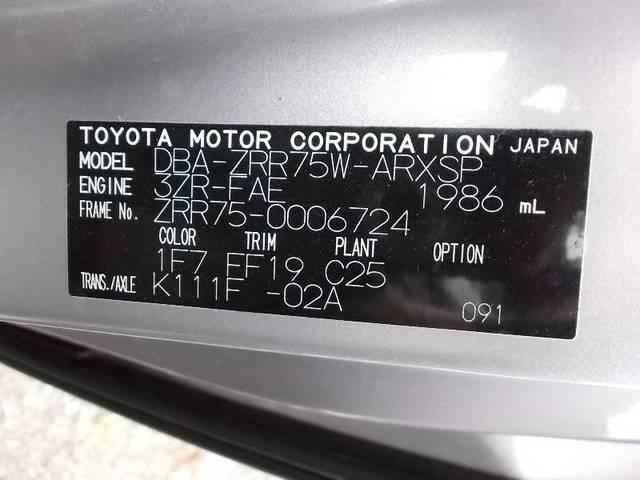 TOYOTA MOTOR CORPORATION JAPAN
MODEL DBA-ZRR75W-ARXSP
ENGINE 3ZR-FAE 1986 mL
FRAME No. ZRR75-0006724
COLOR TRIM PLANT OPTION
1F7 FF19 C25
TRANS./AXLE K111F -02A
091